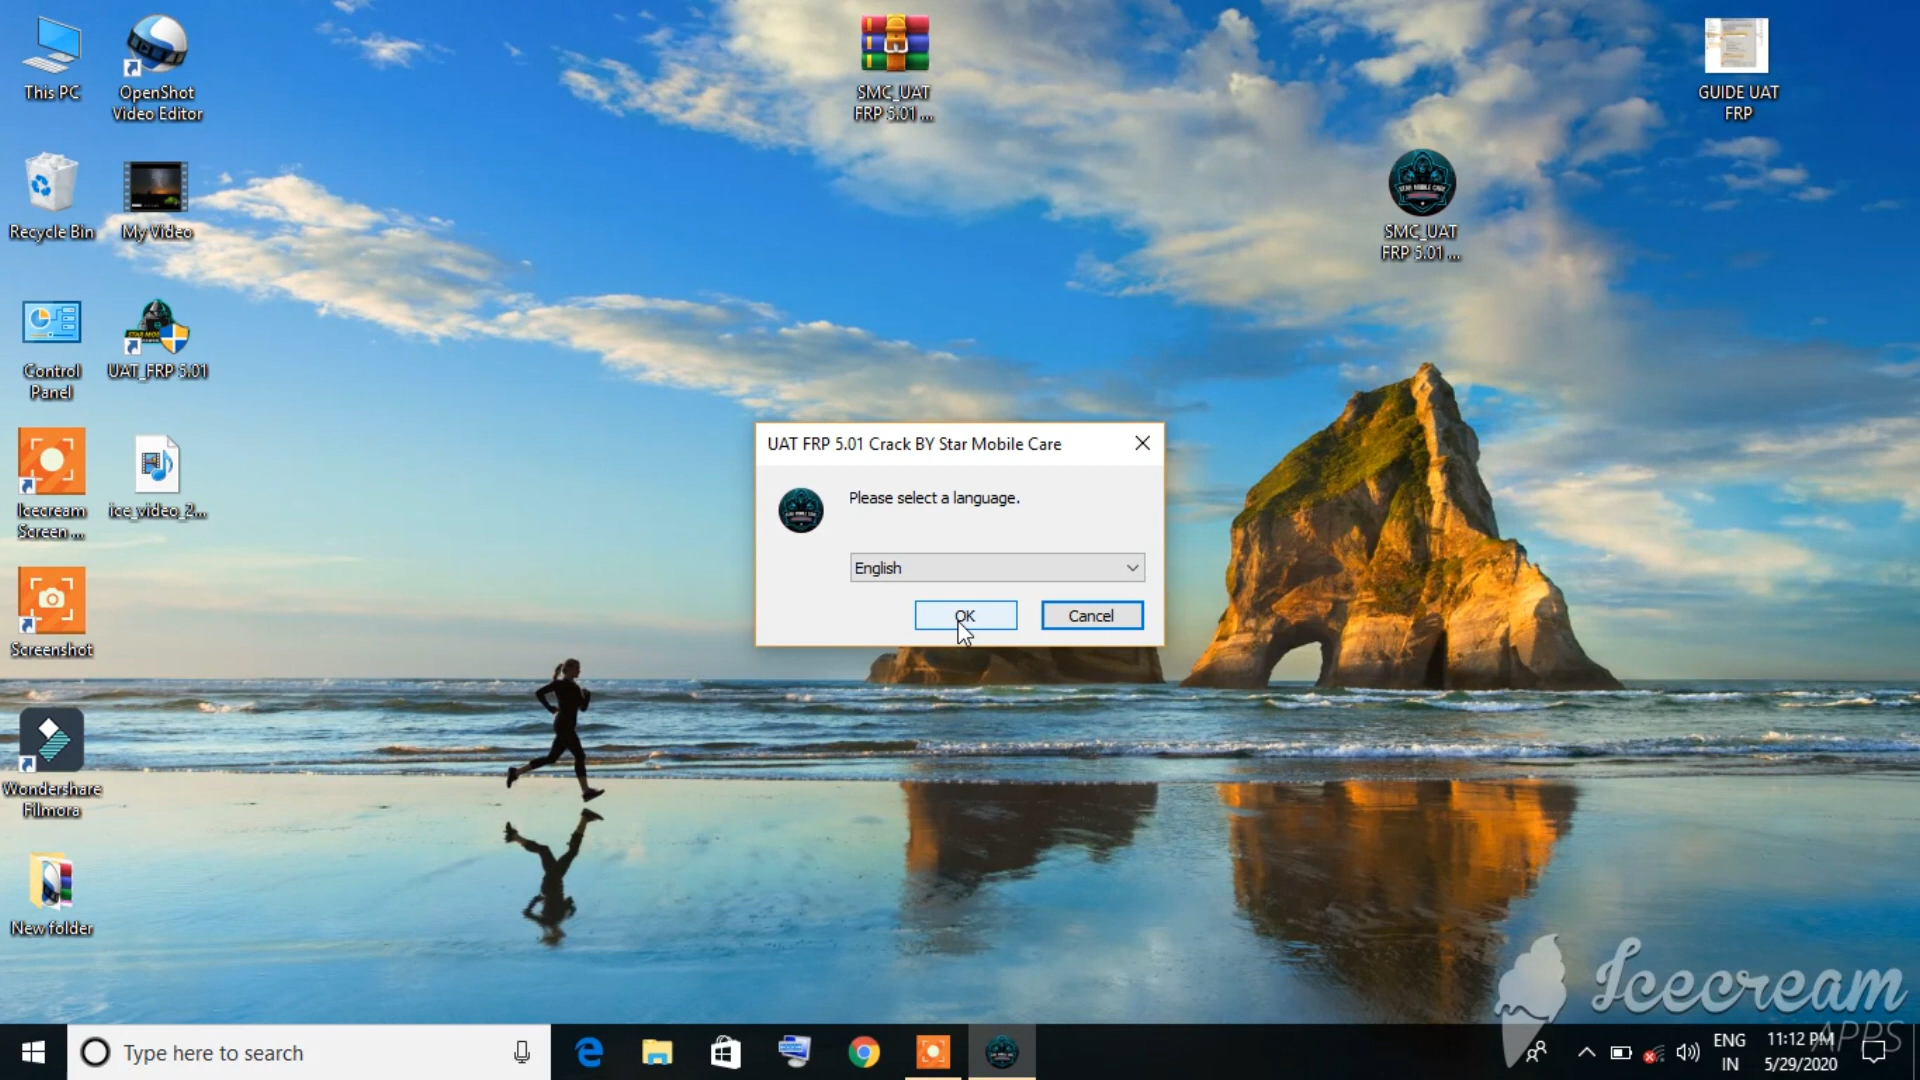 This PC
OpenShot
Video Editor
SMC_UAT
FRP 5.01 ...
GUIDE UAT
FRP
Recycle Bin
My Video
STAR MOBILE CARE
SMC_UAT
FRP 5.01 ...
Control
Panel
UAT_FRP 5.01
UAT FRP 5.01 Crack BY Star Mobile Care
Please select a language.
English
OK
Cancel
Icecream
Screen ...
ice_video_2...
Screenshot
Wondershare
Filmora
New folder
Icecream
APPS
Type here to search
ENG
IN
11:12 PM
5/29/2020